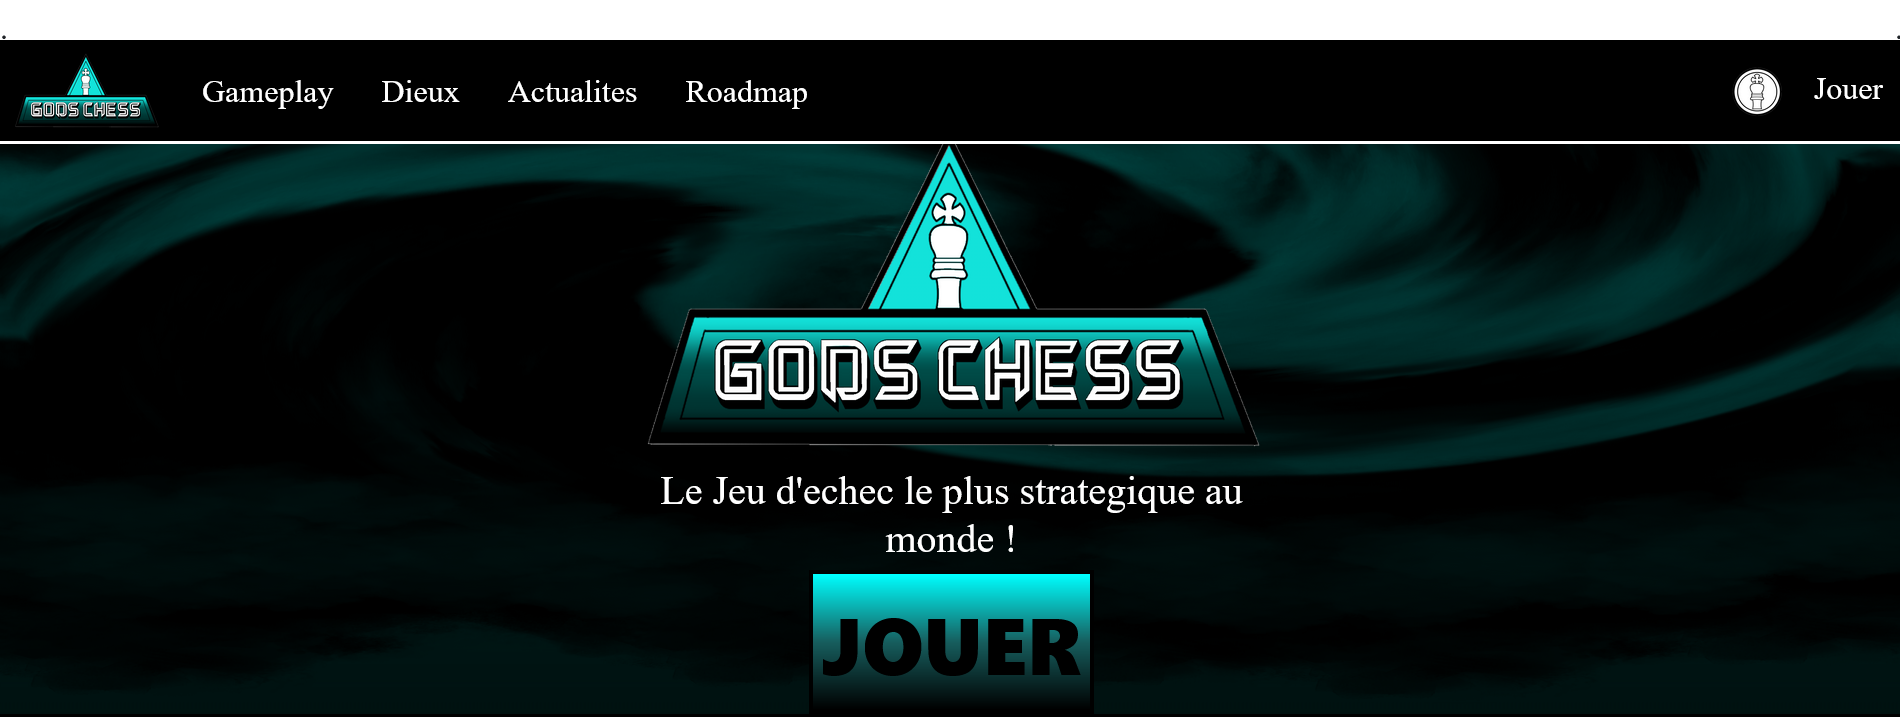 GODS CHESS
Gameplay Dieux Actualites Roadmap Jouer
GODS CHESS
Le Jeu d'echec le plus strategique au
monde !
JOUER